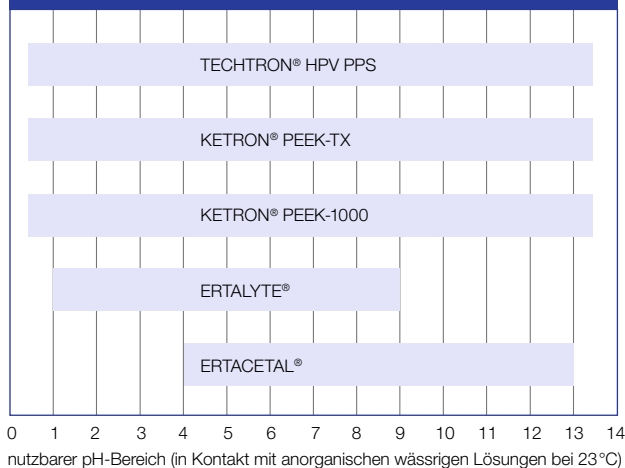 TECHTRON® HPV PPS
KETRON® PEEK-TX
KETRON® PEEK-1000
ERTALYTE®
ERTACETAL®
0 1 2 3 4 5 6 7 8 9 10 11 12 13 14
nutzbarer pH-Bereich (in Kontakt mit anorganischen wässrigen Lösungen bei 23°C)